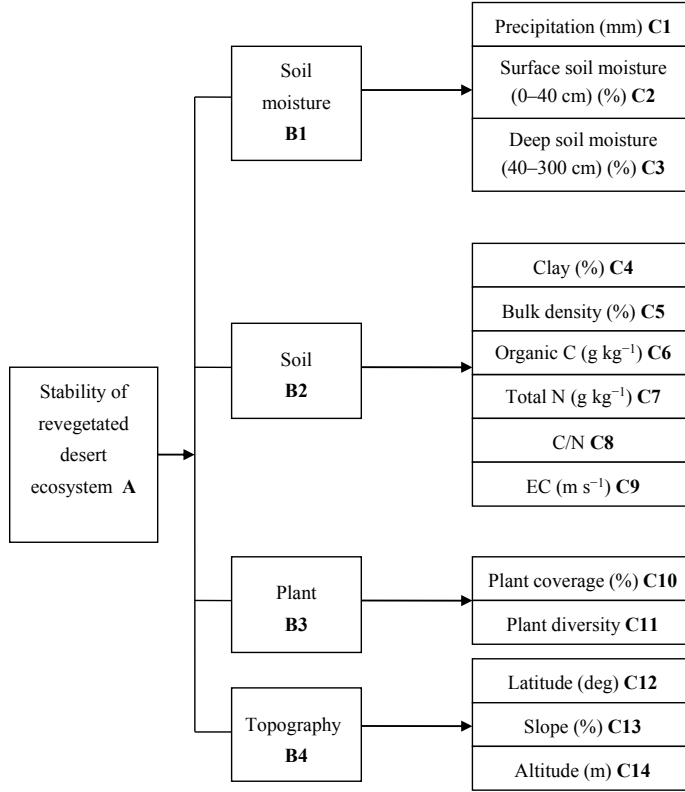 Precipitation (mm) C1
Surface soil moisture
(0–40 cm) (%) C2
Deep soil moisture
(40–300 cm) (%) C3
Soil
moisture
B1
Clay (%) C4
Bulk density (%) C5
Organic C (g kg⁻¹) C6
Total N (g kg⁻¹) C7
C/N C8
EC (m s⁻¹) C9
Soil
B2
Stability of
revegetated
desert
ecosystem A
Plant coverage (%) C10
Plant diversity C11
Plant
B3
Latitude (deg) C12
Slope (%) C13
Altitude (m) C14
Topography
B4